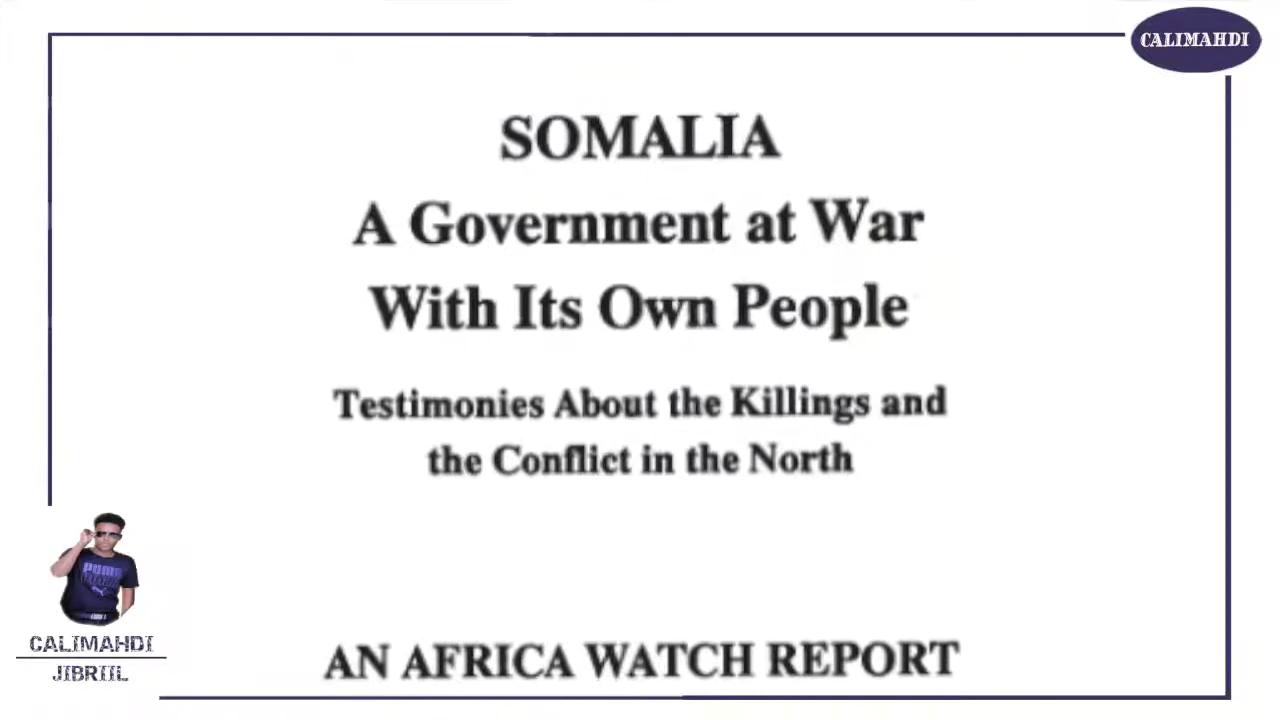 CALIMAHDI
SOMALIA
A Government at War
With Its Own People
Testimonies About the Killings and
the Conflict in the North
PUMA
CALIMAHDI
JIBRIIL
AN AFRICA WATCH REPORT